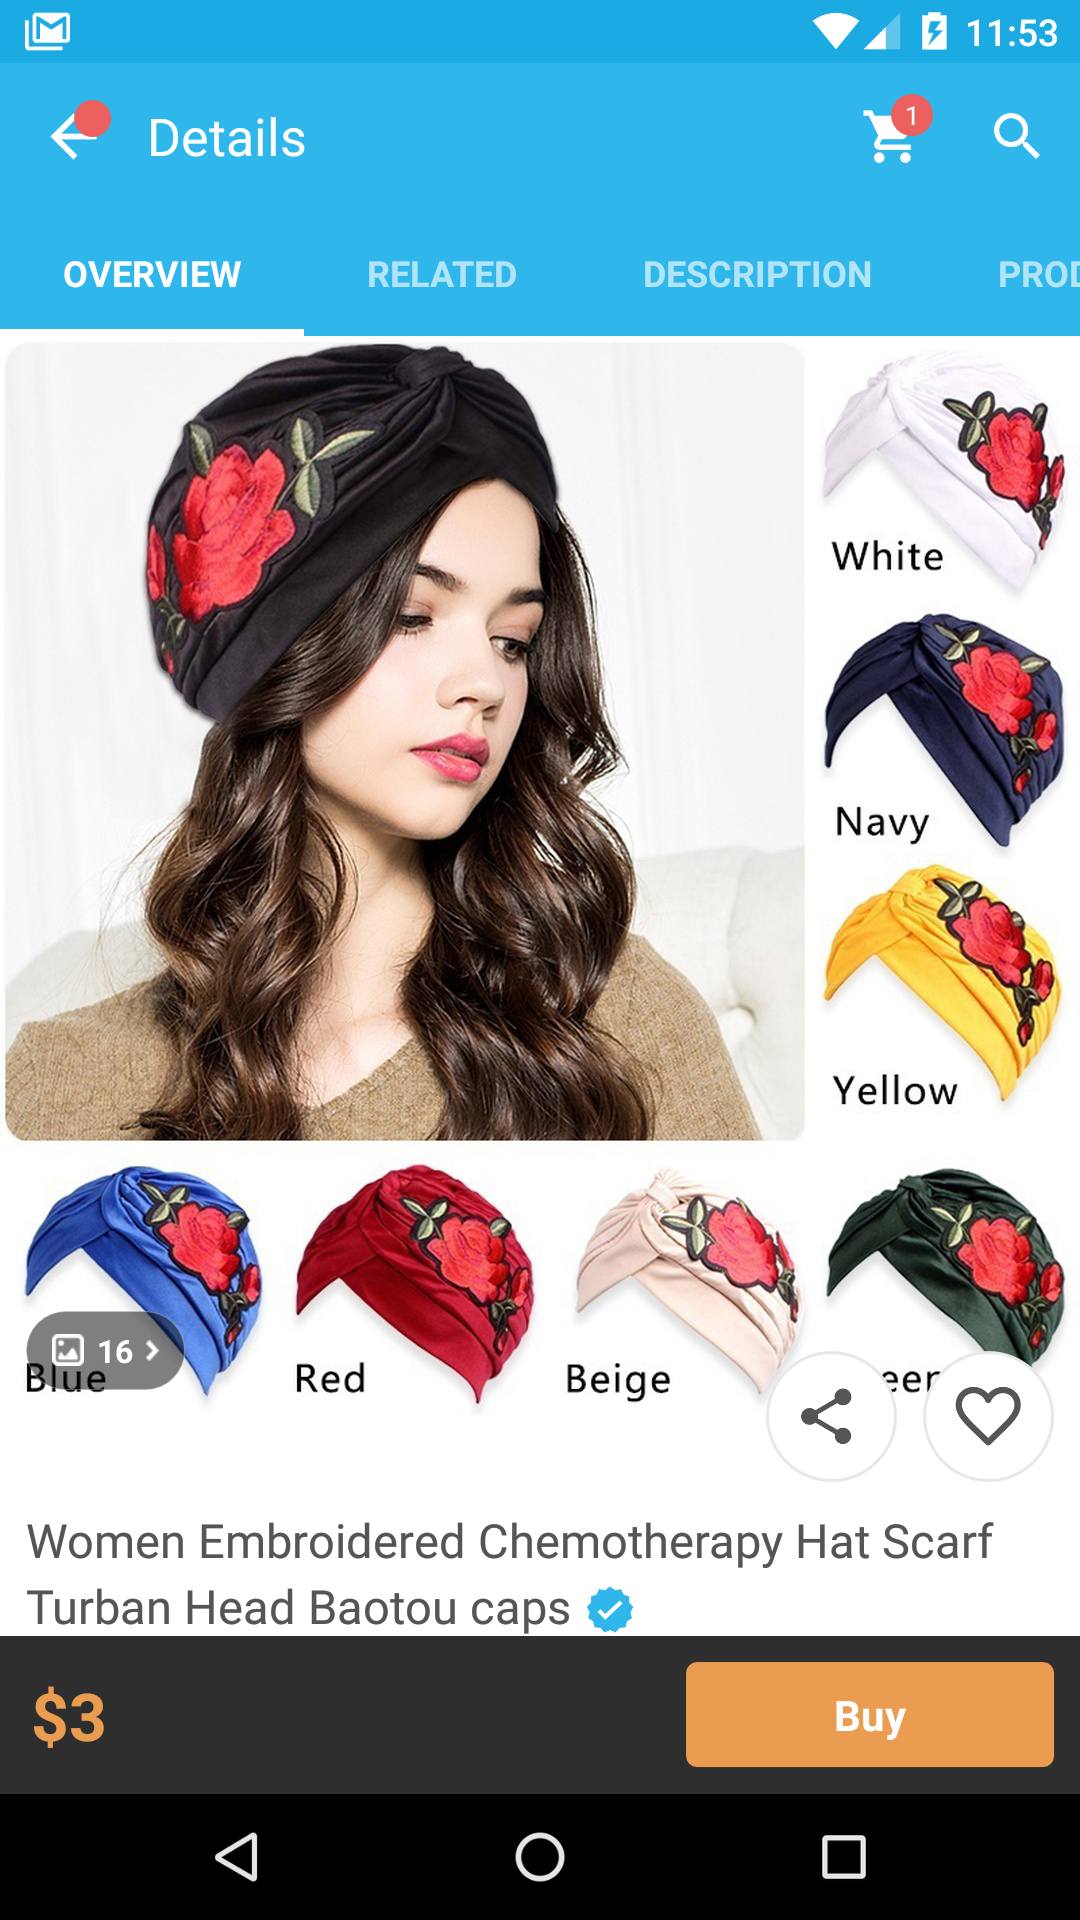 11:53
Details
1
OVERVIEW RELATED DESCRIPTION PROD
White
Navy
Yellow
16
Blue Red Beige een
Women Embroidered Chemotherapy Hat Scarf
Turban Head Baotou caps
$3
Buy